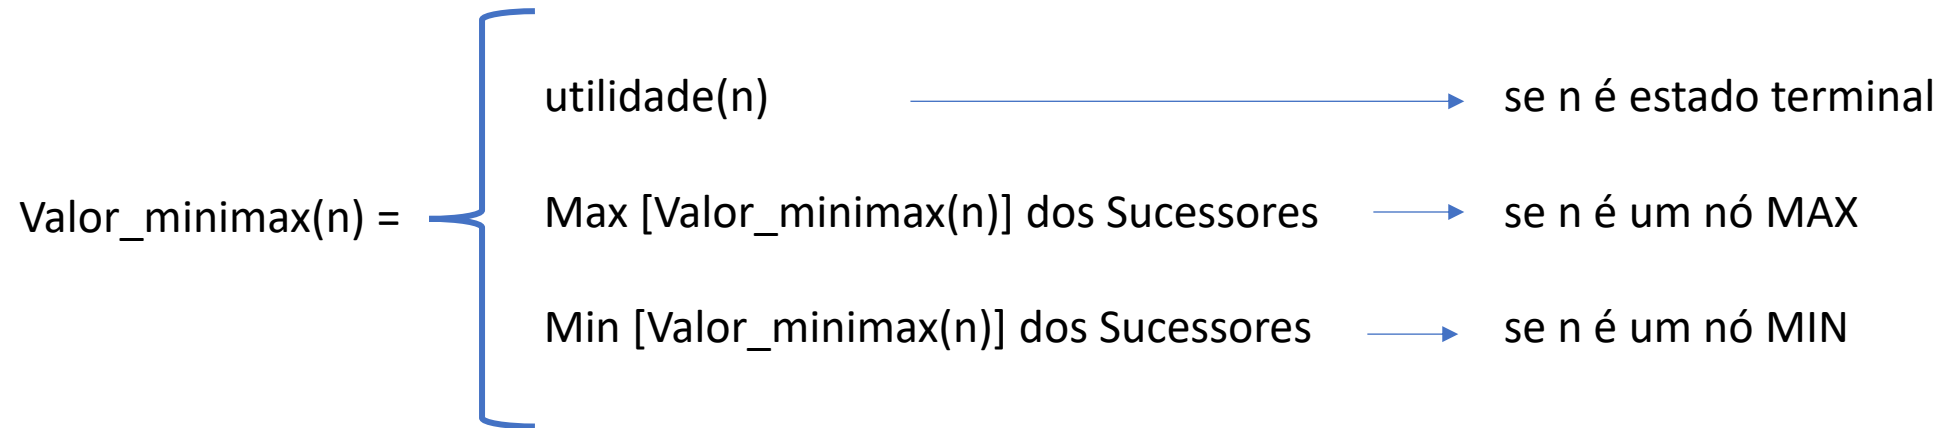 utilidade(n) se n é estado terminal
Valor_minimax(n) = Max [Valor_minimax(n)] dos Sucessores se n é um nó MAX
Min [Valor_minimax(n)] dos Sucessores se n é um nó MIN